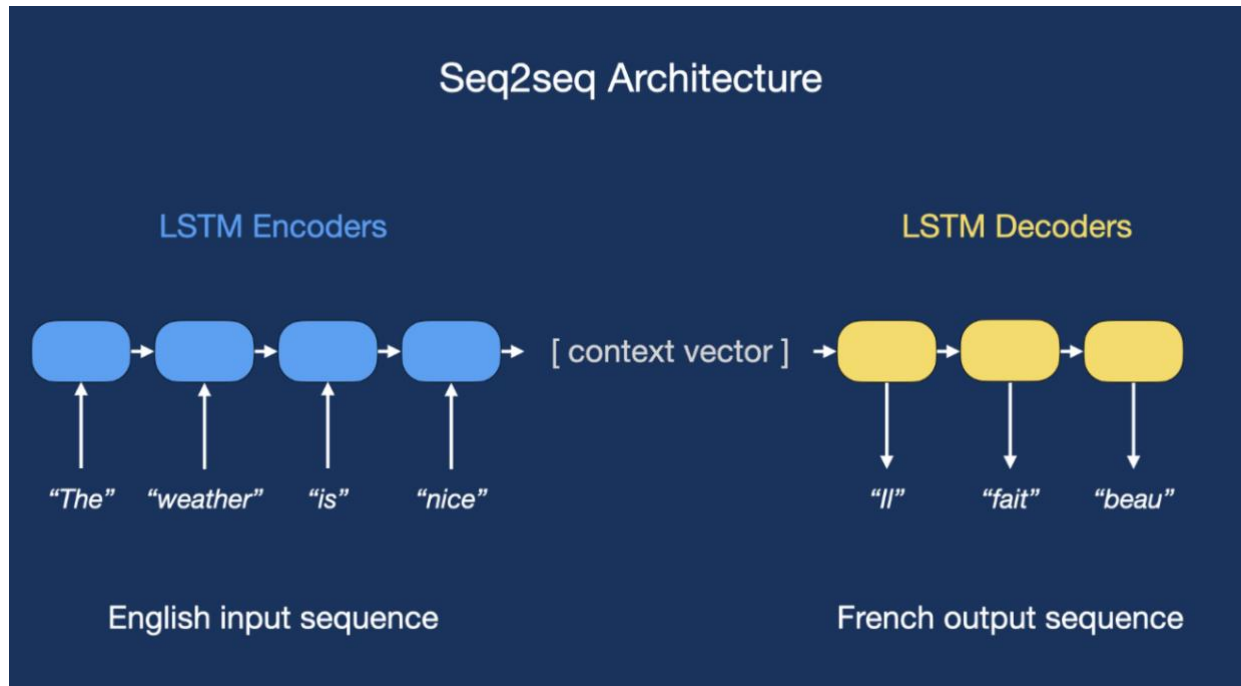 Seq2seq Architecture
LSTM Encoders
LSTM Decoders
[ context vector ]
“The” “weather” “is” “nice”
“Il” “fait” “beau”
English input sequence
French output sequence